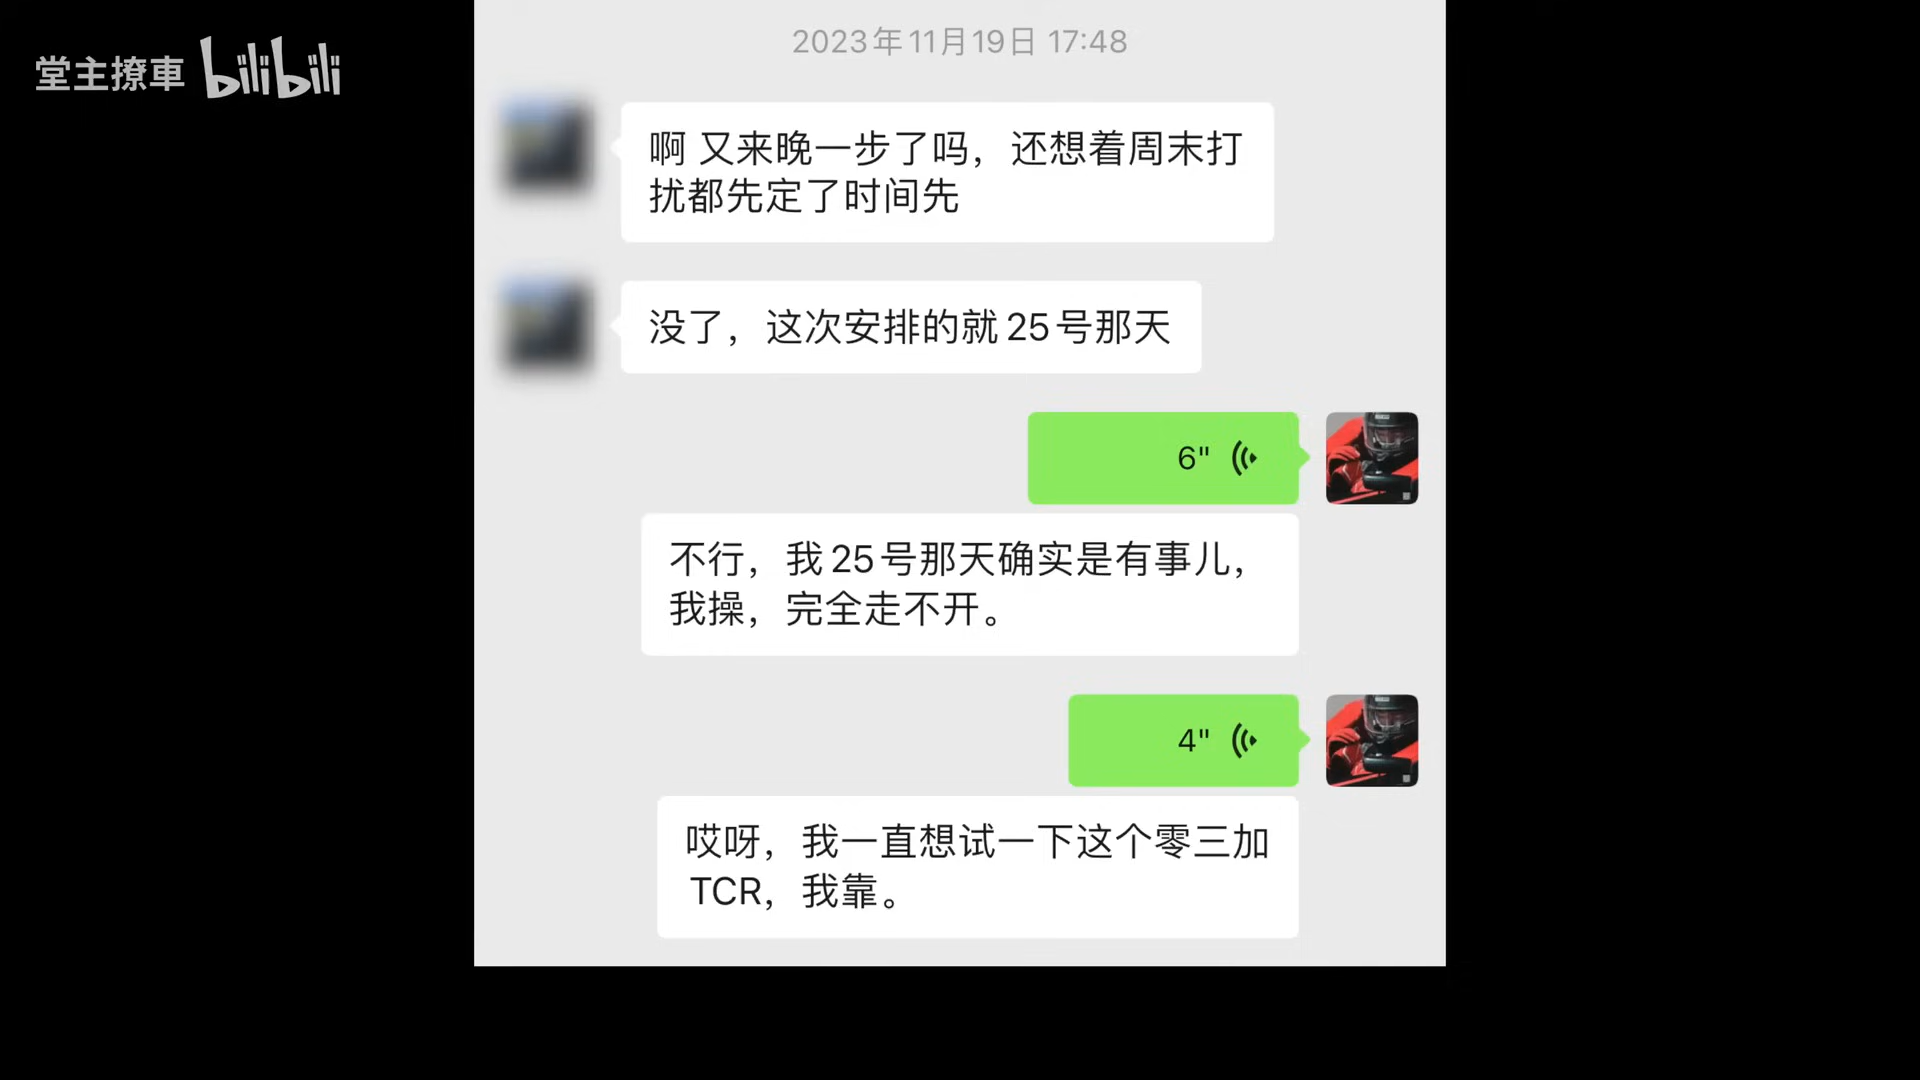 堂主撩車 bilibili
2023年11月19日 17:48
啊 又来晚一步了吗，还想着周末打
扰都先定了时间先
没了，这次安排的就25号那天
6"
不行，我25号那天确实是有事儿，
我操，完全走不开。
4"
哎呀，我一直想试一下这个零三加
TCR，我靠。